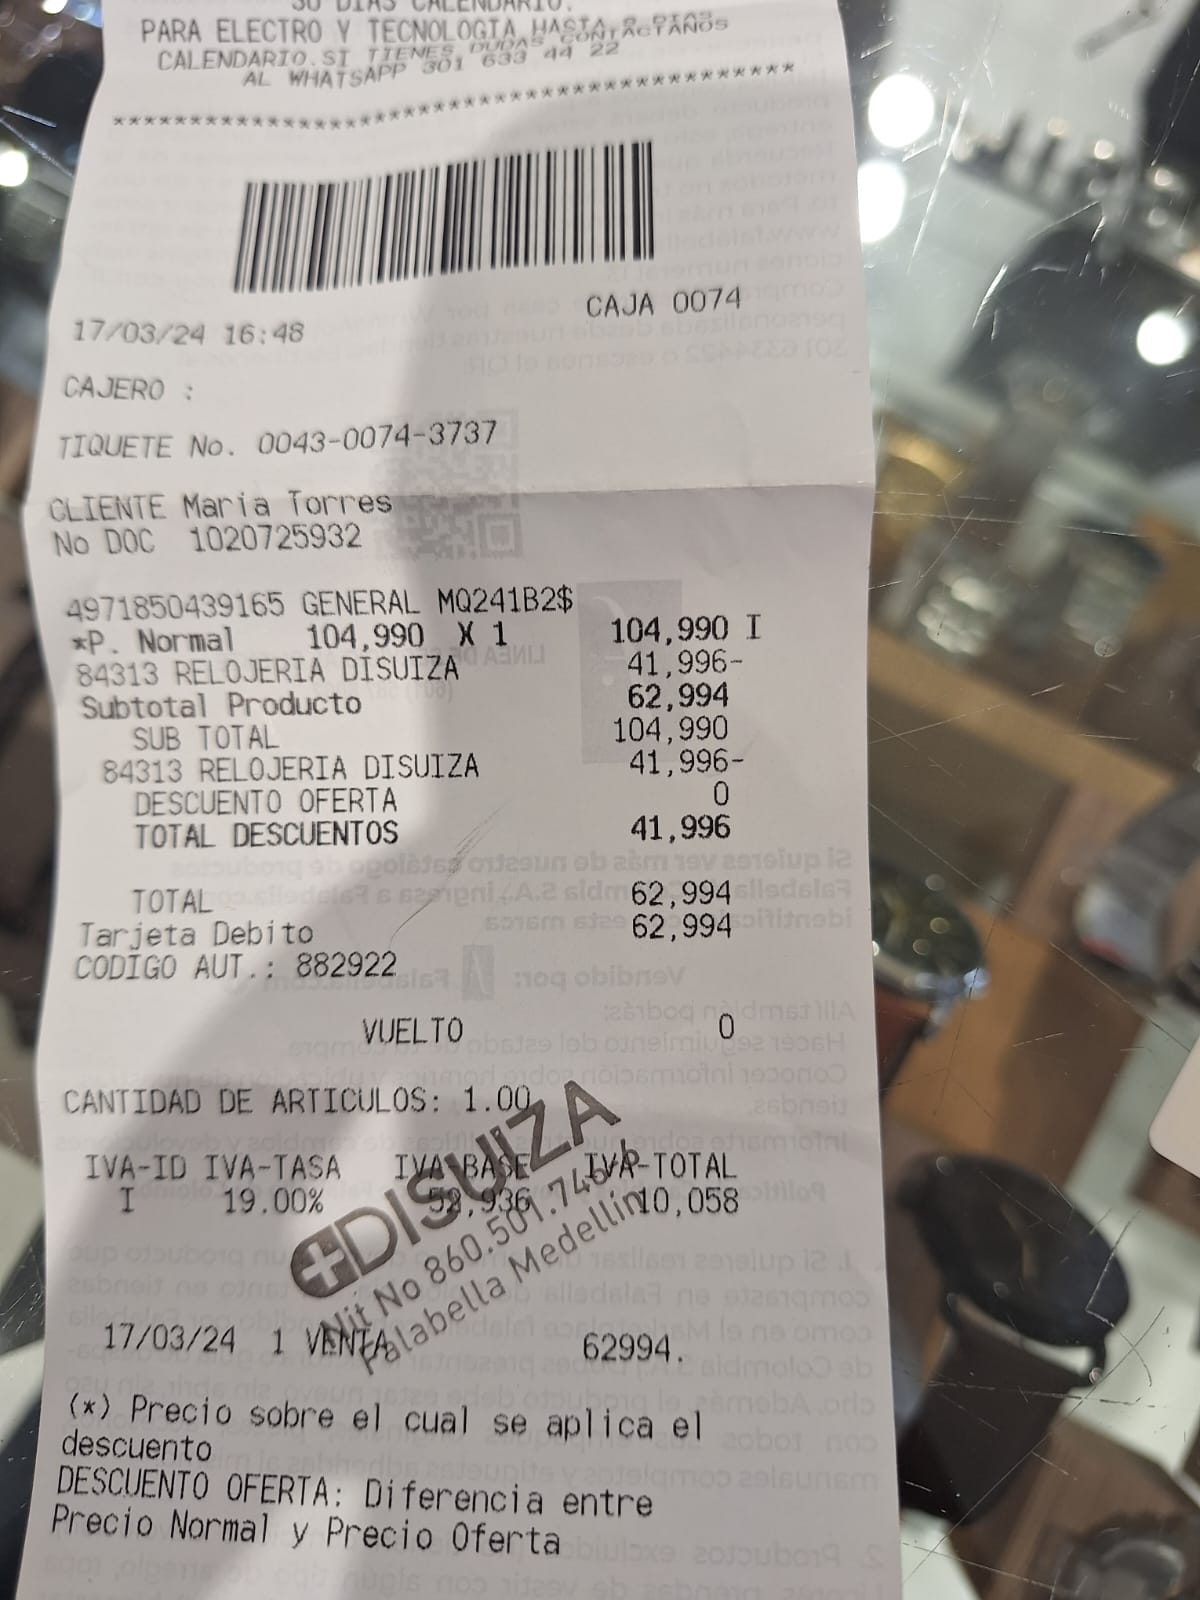 30 DIAS CALENDARIO.
PARA ELECTRO Y TECNOLOGIA HASTA 8 DIAS
CALENDARIO.SI TIENES DUDAS CONTACTANOS
AL WHATSAPP 301 633 44 22
****************************************
CAJA 0074
17/03/24 16:48
CAJERO :
TIQUETE No. 0043-0074-3737
CLIENTE Maria Torres
No DOC 1020725932
4971850439165 GENERAL MQ241B2$
*P. Normal 104,990 X 1 104,990 I
84313 RELOJERIA DISUIZA 41,996-
Subtotal Producto 62,994
SUB TOTAL 104,990
84313 RELOJERIA DISUIZA 41,996-
DESCUENTO OFERTA 0
TOTAL DESCUENTOS 41,996
TOTAL 62,994
Tarjeta Debito 62,994
CODIGO AUT.: 882922
VUELTO 0
CANTIDAD DE ARTICULOS: 1.00
IVA-ID IVA-TASA IVA-BASE IVA-TOTAL
I 19.00% 52,936 10,058
DISUIZA
Nit No 860.501.746
Falabella Medellin
17/03/24 1 VENTA 62994.
(*) Precio sobre el cual se aplica el
descuento
DESCUENTO OFERTA: Diferencia entre
Precio Normal y Precio Oferta